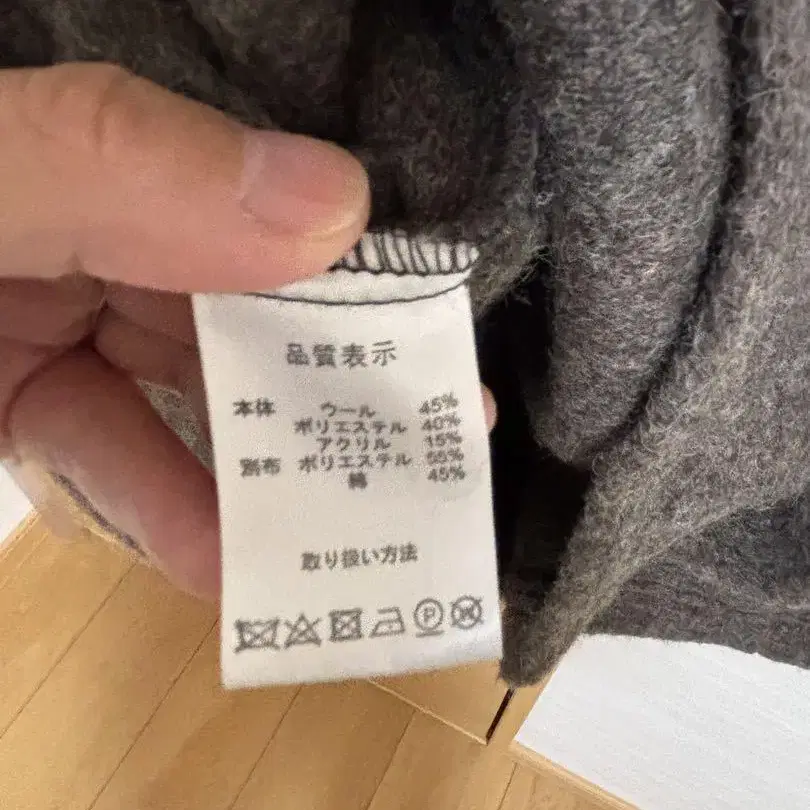 品質表示
本体 ウール 45%
ポリエステル 40%
アクリル 15%
別布 ポリエステル 55%
綿 45%
取り扱い方法
P